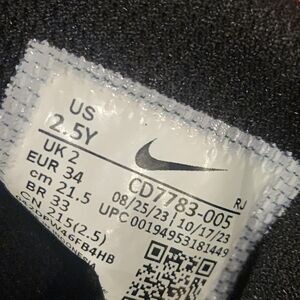 US
2.5Y
UK 2
EUR 34
cm 21.5
BR 33
CN 215(2.5)
CD7783-005
RJ
08/25/23 | 10/17/23
UPC 00194953181449